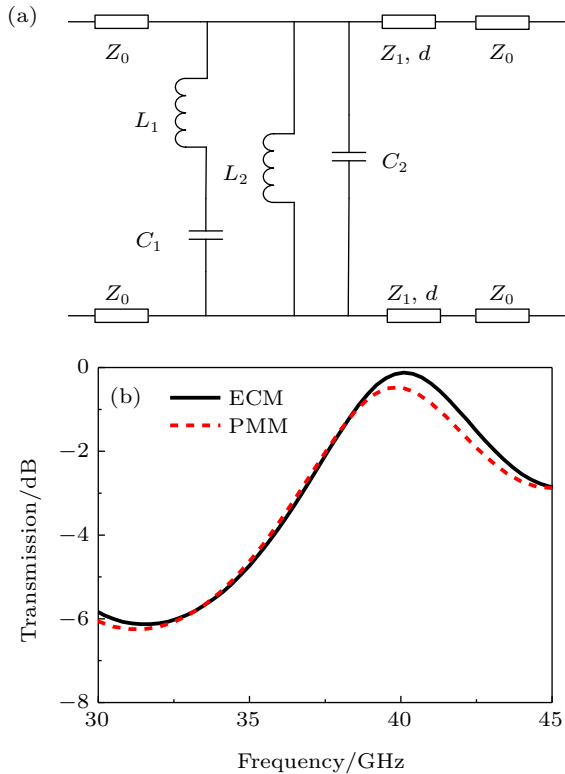 (a)
Z₀ Z₁, d Z₀
L₁
L₂ C₂
C₁
Z₀ Z₁, d Z₀
(b)
ECM
PMM
0
−2
−4
−6
−8
Transmission/dB
30 35 40 45
Frequency/GHz